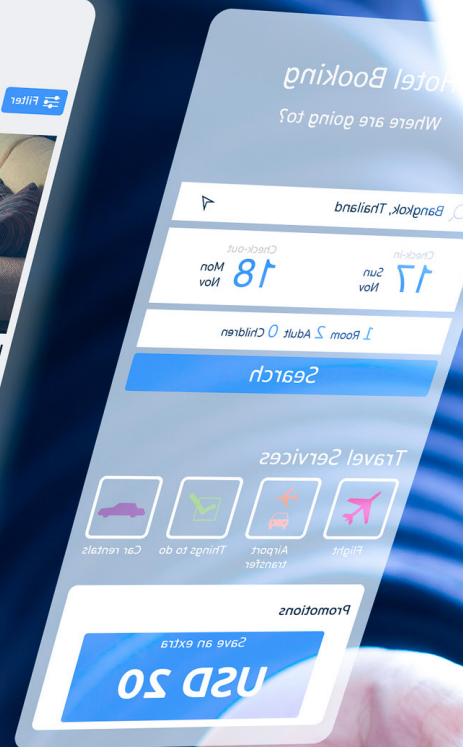 Filter
Hotel Booking
Where are going to?
Bangkok, Thailand
Check-in
17 Sun Nov
Check-out
18 Mon Nov
1 Room 2 Adult 0 Children
Search
Travel Services
Flight
Airport transfer
Things to do
Car rentals
Promotions
Save an extra
USD 20